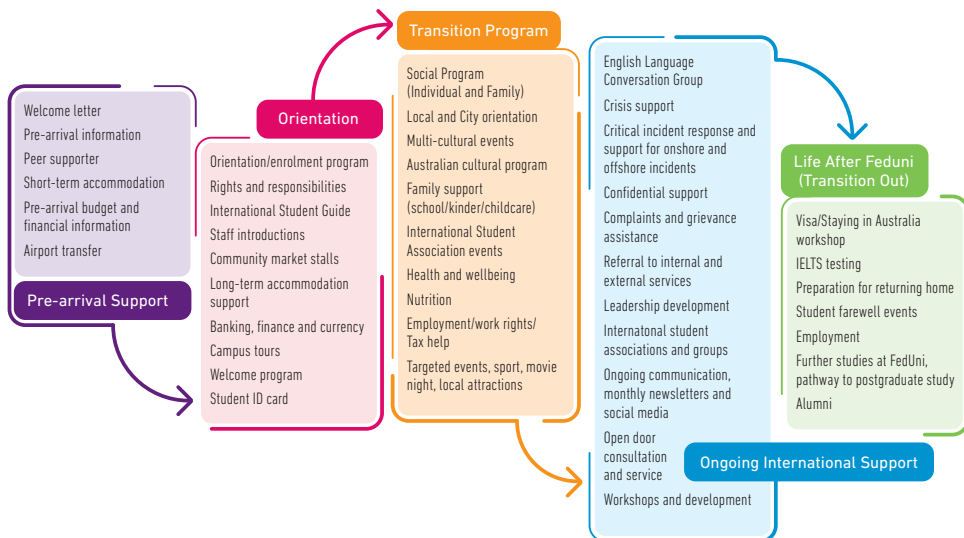 Welcome letter
Pre-arrival information
Peer supporter
Short-term accommodation
Pre-arrival budget and
financial information
Airport transfer
Pre-arrival Support
Orientation
Orientation/enrolment program
Rights and responsibilities
International Student Guide
Staff introductions
Community market stalls
Long-term accommodation
support
Banking, finance and currency
Campus tours
Welcome program
Student ID card
Transition Program
Social Program
(Individual and Family)
Local and City orientation
Multi-cultural events
Australian cultural program
Family support
(school/kinder/childcare)
International Student
Association events
Health and wellbeing
Nutrition
Employment/work rights/
Tax help
Targeted events, sport, movie
night, local attractions
English Language
Conversation Group
Crisis support
Critical incident response and
support for onshore and
offshore incidents
Confidential support
Complaints and grievance
assistance
Referral to internal and
external services
Leadership development
Internatonal student
associations and groups
Ongoing communication,
monthly newsletters and
social media
Open door
consultation
and service
Workshops and development
Ongoing International Support
Life After Feduni
(Transition Out)
Visa/Staying in Australia
workshop
IELTS testing
Preparation for returning home
Student farewell events
Employment
Further studies at FedUni,
pathway to postgraduate study
Alumni